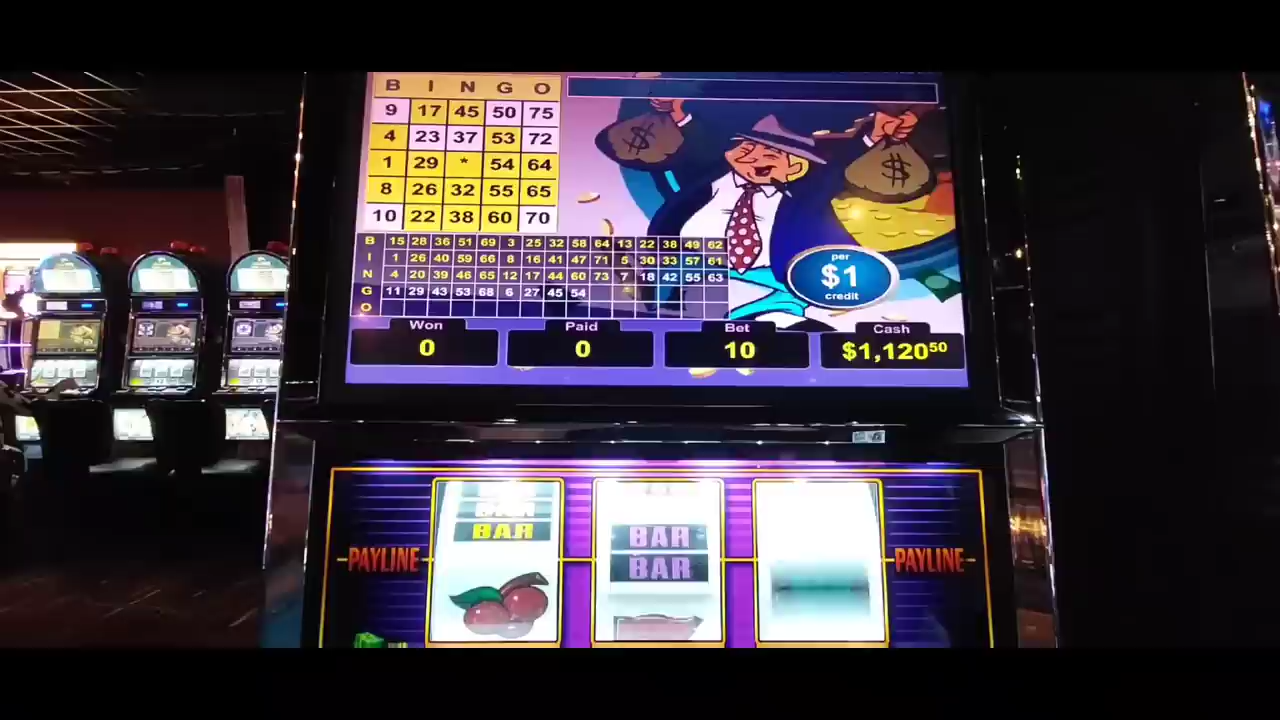 B I N G O
9 17 45 50 75
4 23 37 53 72
1 29 * 54 64
8 26 32 55 65
10 22 38 60 70
$ $
B 15 28 36 51 69 3 25 32 58 64 13 22 38 49 62
I 1 26 40 59 66 8 16 41 47 71 5 30 33 57 61
N 4 20 39 46 65 12 17 44 60 73 7 18 42 55 63
G 11 29 43 53 68 6 27 45 54
O
per
$1
credit
Won Paid Bet Cash
0 0 10 $1,120 50
BAR
BAR
BAR
BAR
PAYLINE PAYLINE